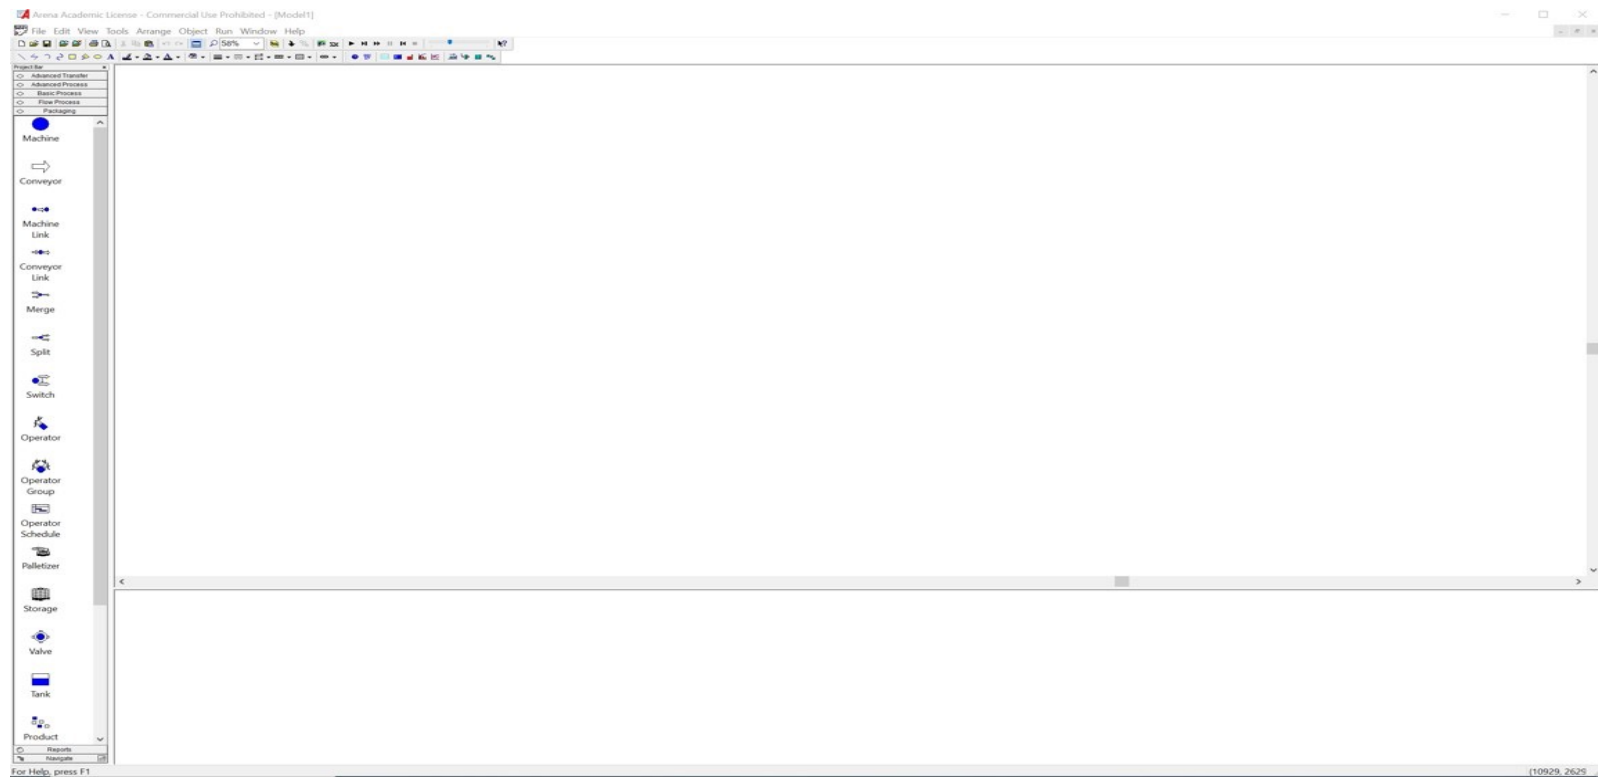 Arena Academic License - Commercial Use Prohibited - [Model1]
File Edit View Tools Arrange Object Run Window Help
58%
Project Bar
Advanced Transfer
Advanced Process
Basic Process
Flow Process
Packaging
Machine
Conveyor
Machine
Link
Conveyor
Link
Merge
Split
Switch
Operator
Operator
Group
Operator
Schedule
Palletizer
Storage
Valve
Tank
Product
Reports
Navigate
For Help, press F1
(10929, 2629